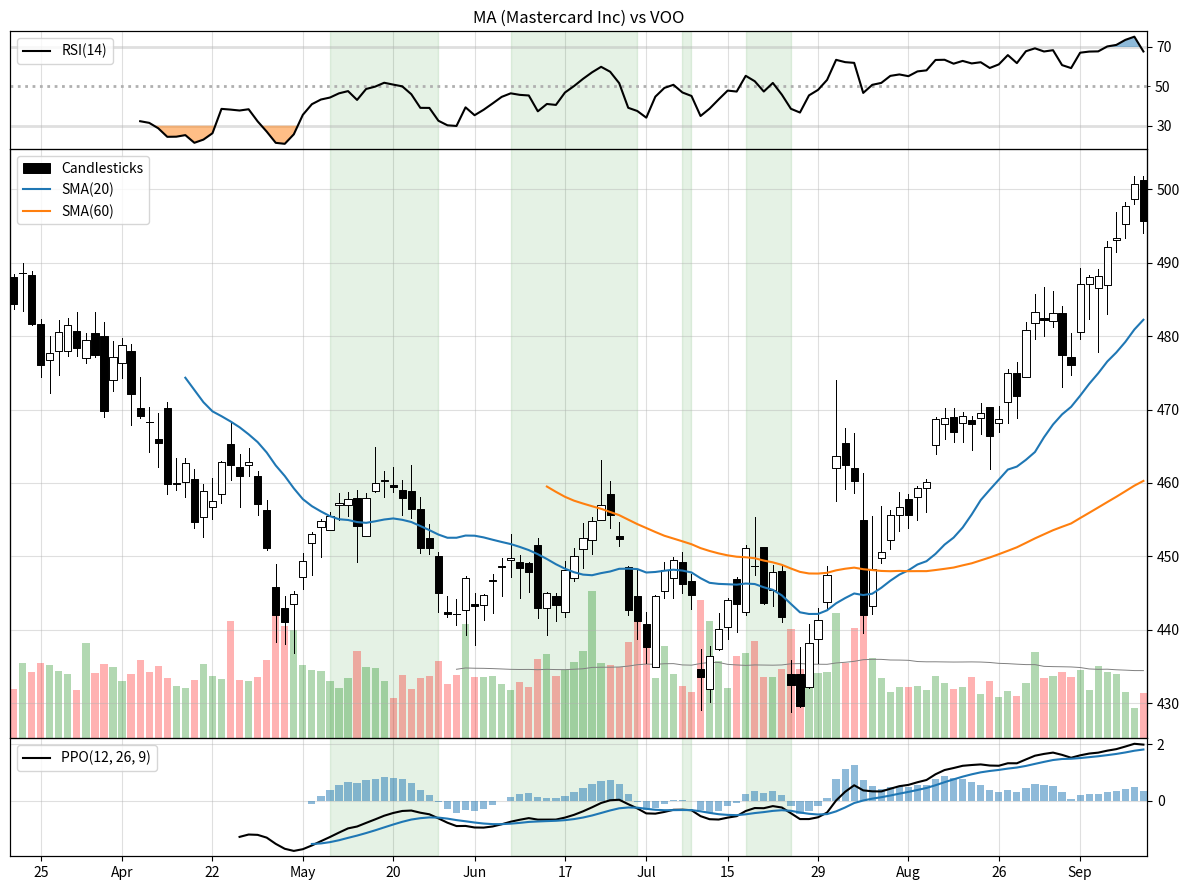 MA (Mastercard Inc) vs VOO
RSI(14)
70
50
30
Candlesticks
SMA(20)
SMA(60)
500
490
480
470
460
450
440
430
PPO(12, 26, 9)
2
0
25 Apr 22 May 20 Jun 17 Jul 15 29 Aug 26 Sep